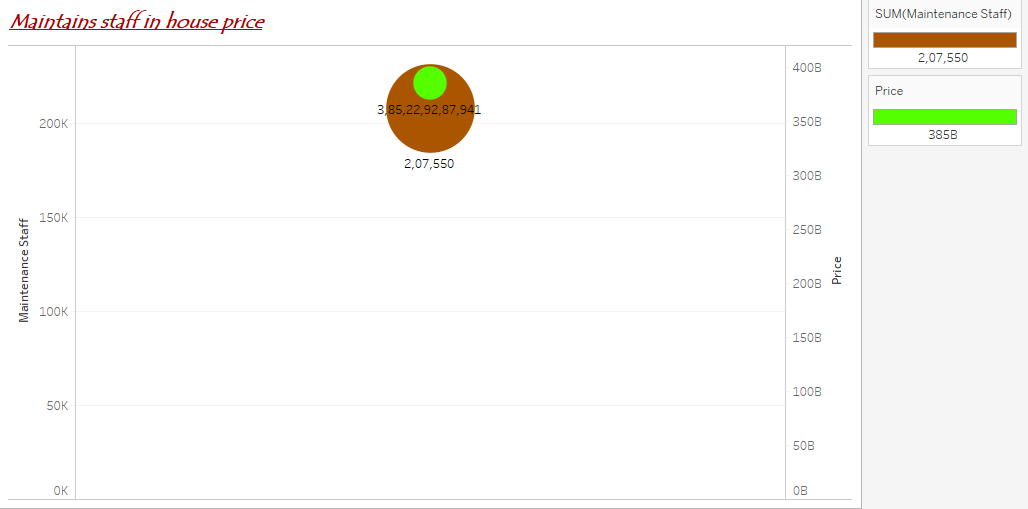 Maintains staff in house price
SUM(Maintenance Staff)
2,07,550
Price
385B
3,85,22,92,87,941
2,07,550
Maintenance Staff
200K
150K
100K
50K
0K
400B
350B
300B
250B
200B
150B
100B
50B
0B
Price